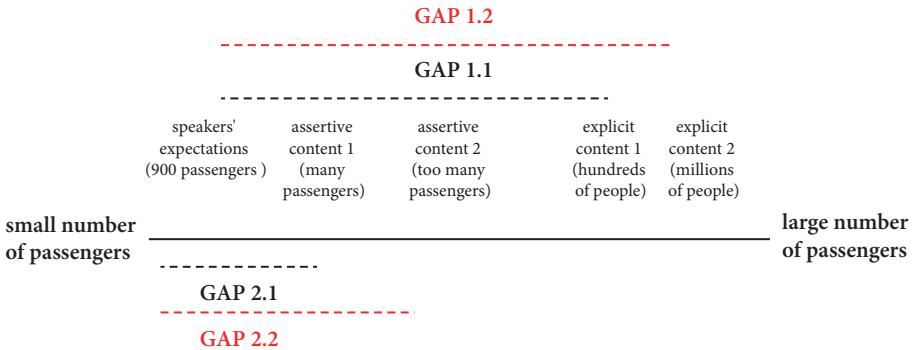 GAP 1.2
GAP 1.1
speakers'
expectations
(900 passengers )
assertive
content 1
(many
passengers)
assertive
content 2
(too many
passengers)
explicit
content 1
(hundreds
of people)
explicit
content 2
(millions
of people)
small number
of passengers
large number
of passengers
GAP 2.1
GAP 2.2